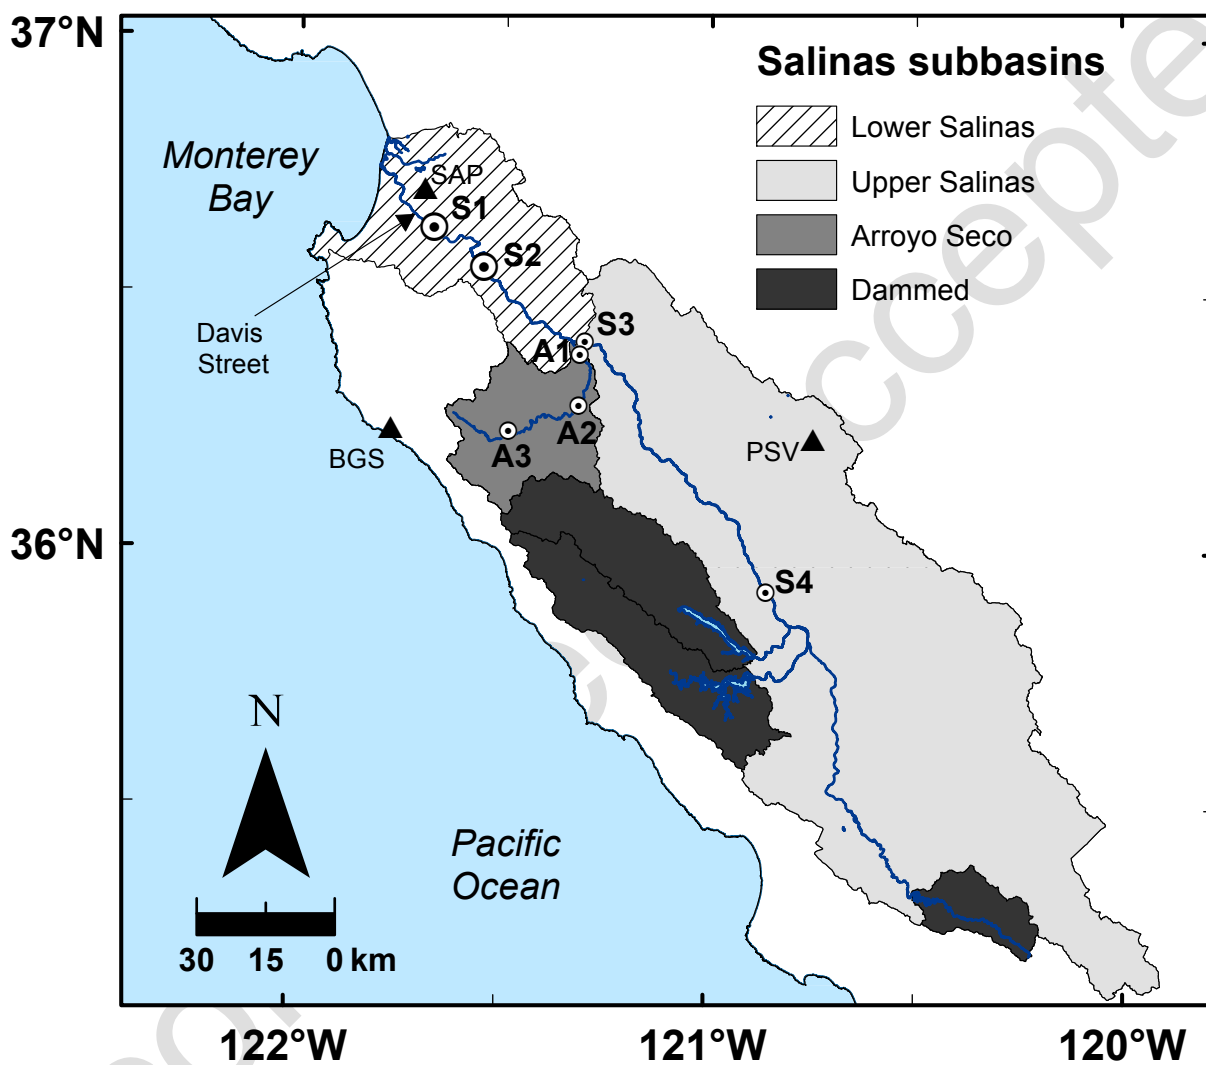 37°N
Salinas subbasins
Lower Salinas
Upper Salinas
Arroyo Seco
Dammed
Monterey
Bay
SAP
S1
S2
Davis
Street
S3
A1
A2
A3
BGS
PSV
36°N
S4
N
Pacific
Ocean
30 15 0 km
122°W 121°W 120°W